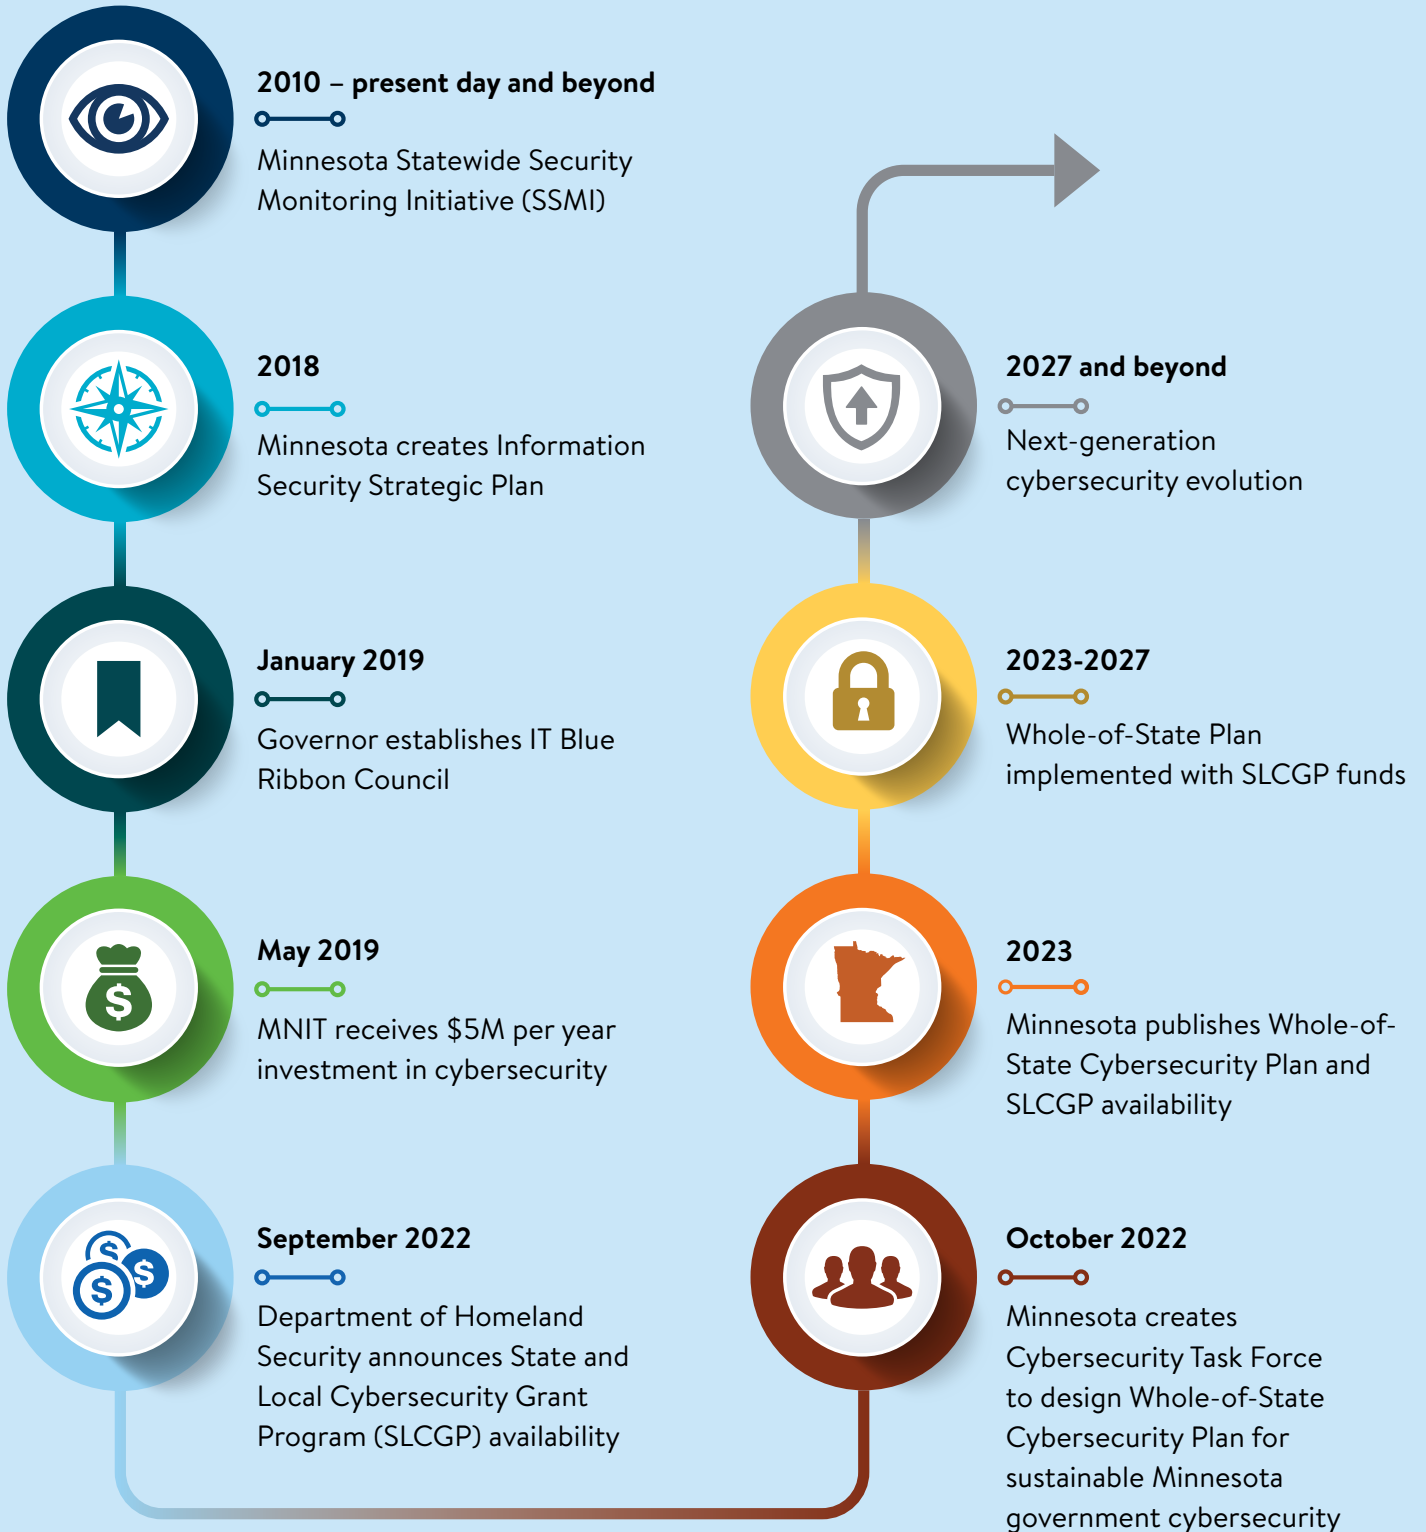 2010 – present day and beyond
Minnesota Statewide Security
Monitoring Initiative (SSMI)
2018
Minnesota creates Information
Security Strategic Plan
January 2019
Governor establishes IT Blue
Ribbon Council
May 2019
MNIT receives $5M per year
investment in cybersecurity
September 2022
Department of Homeland
Security announces State and
Local Cybersecurity Grant
Program (SLCGP) availability
October 2022
Minnesota creates
Cybersecurity Task Force
to design Whole-of-State
Cybersecurity Plan for
sustainable Minnesota
government cybersecurity
2023
Minnesota publishes Whole-of-
State Cybersecurity Plan and
SLCGP availability
2023-2027
Whole-of-State Plan
implemented with SLCGP funds
2027 and beyond
Next-generation
cybersecurity evolution